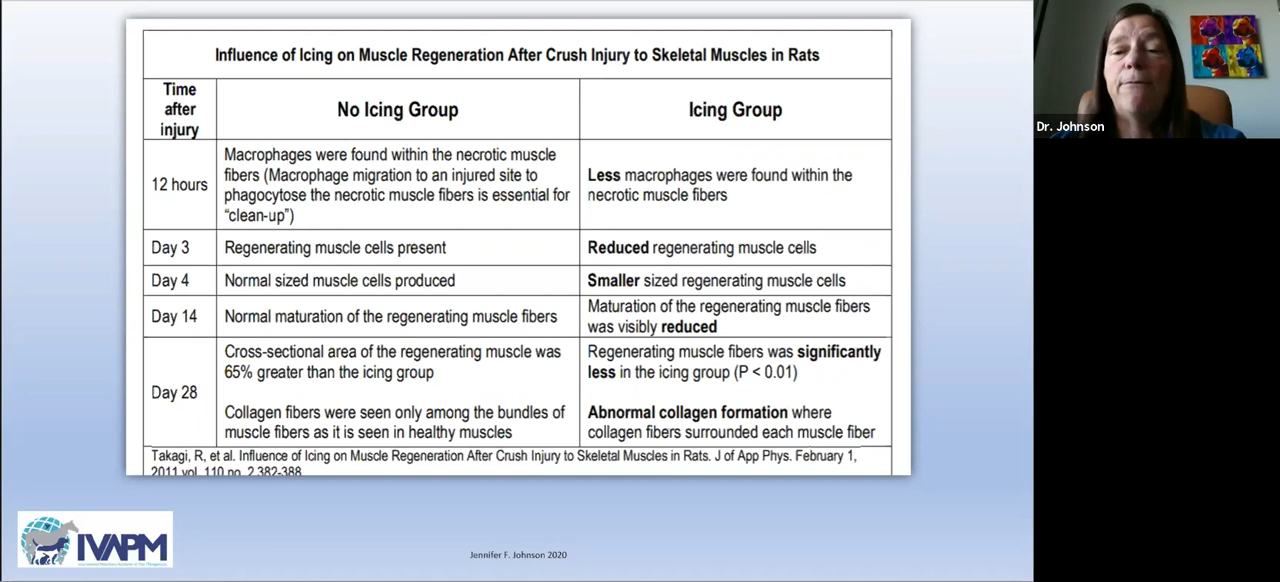 Influence of Icing on Muscle Regeneration After Crush Injury to Skeletal Muscles in Rats
Time
after
injury
No Icing Group
Icing Group
12 hours
Macrophages were found within the necrotic muscle
fibers (Macrophage migration to an injured site to
phagocytose the necrotic muscle fibers is essential for
“clean-up”)
Less macrophages were found within the
necrotic muscle fibers
Day 3
Regenerating muscle cells present
Reduced regenerating muscle cells
Day 4
Normal sized muscle cells produced
Smaller sized regenerating muscle cells
Day 14
Normal maturation of the regenerating muscle fibers
Maturation of the regenerating muscle fibers
was visibly reduced
Day 28
Cross-sectional area of the regenerating muscle was
65% greater than the icing group
Collagen fibers were seen only among the bundles of
muscle fibers as it is seen in healthy muscles
Regenerating muscle fibers was significantly
less in the icing group (P < 0.01)
Abnormal collagen formation where
collagen fibers surrounded each muscle fiber
Takagi, R, et al. Influence of Icing on Muscle Regeneration After Crush Injury to Skeletal Muscles in Rats. J of App Phys. February 1,
2011 vol. 110 no. 2 382-388
IVAPM
Jennifer F. Johnson 2020
Dr. Johnson